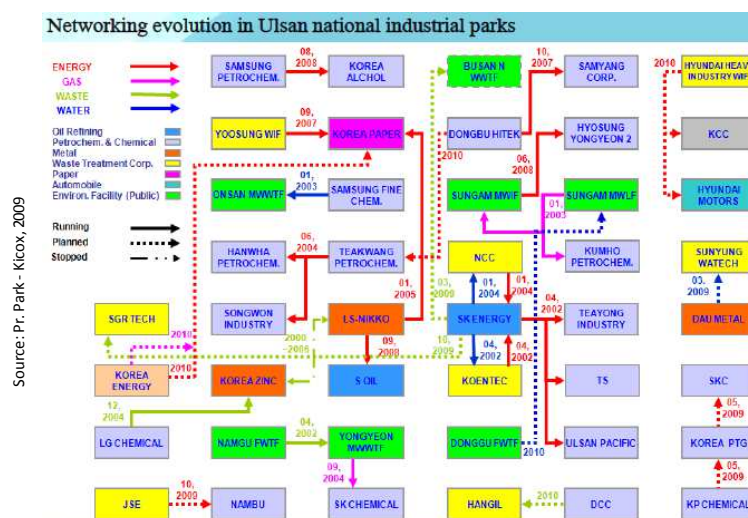 Networking evolution in Ulsan national industrial parks
Source: Pr. Park - Kicox, 2009
ENERGY
GAS
WASTE
WATER
Oil Refining
Petrochem. & Chemical
Metal
Waste Treatment Corp.
Paper
Automobile
Environ. Facility (Public)
Running
Planned
Stopped
SAMSUNG
PETROCHEM.
08,
2008
KOREA
ALCHOL
BUSAN N
WWTF
10,
2007
SAMYANG
CORP.
2010
HYUNDAI HEAVY
INDUSTRY WIF
YOOSUNG WIF
09,
2007
KOREA PAPER
DONGBU HITEK
2010
HYOSUNG
YONGYEON 2
KCC
06,
2008
ONSAN MWWTF
01,
2003
SAMSUNG FINE
CHEM.
SUNGAM MWIF
01,
2003
SUNGAM MWLF
HYUNDAI
MOTORS
HANWHA
PETROCHEM.
06,
2004
TEAKWANG
PETROCHEM.
NCC
KUMHO
PETROCHEM.
SUNYUNG
WATECH
01,
2005
03,
2009
01,
2004
01,
2004
03,
2009
SGR TECH
SONGWON
INDUSTRY
LS-NIKKO
SK ENERGY
04,
2002
TEAYONG
INDUSTRY
DAU METAL
2010
2000
~2006
09,
2008
10,
2009
04,
2002
04,
2002
KOREA
ENERGY
2010
KOREA ZINC
S OIL
KOENTEC
TS
SKC
12,
2004
05,
2009
LG CHEMICAL
NAMGU FWTF
04,
2002
YONGYEON
MWWTF
DONGGU FWTF
2010
ULSAN PACIFIC
KOREA PTG
09,
2004
05,
2009
JSE
10,
2009
NAMBU
SK CHEMICAL
HANGIL
2010
DCC
KP CHEMICAL